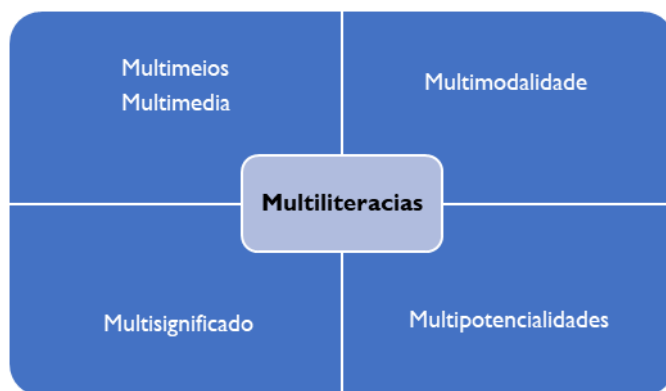 Multimeios
Multimedia
Multimodalidade
Multiliteracias
Multisignificado
Multipotencialidades